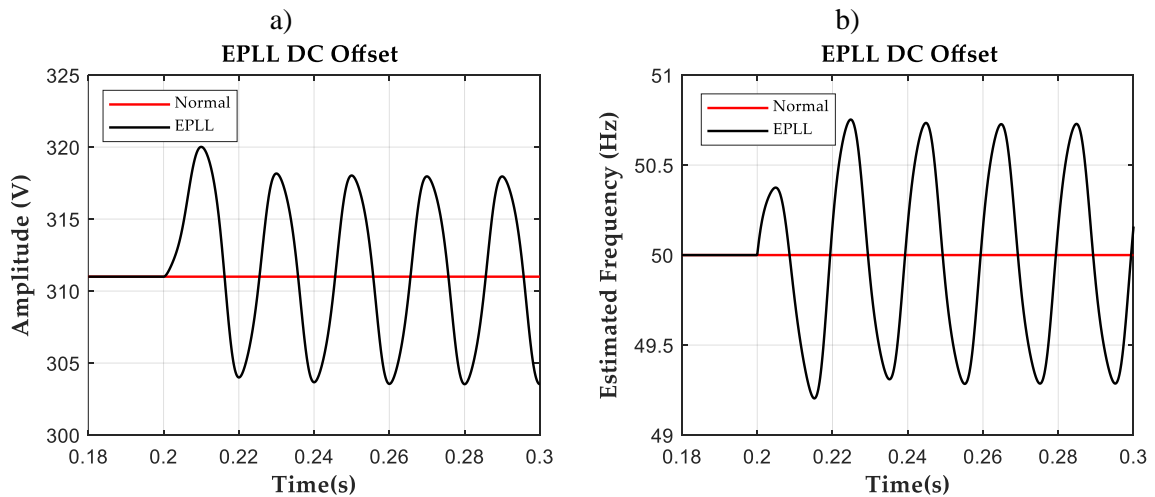 a)
EPLL DC Offset
325
320
315
310
305
300
Amplitude (V)
Normal
EPLL
0.18
0.2
0.22
0.24
0.26
0.28
0.3
Time(s)
b)
EPLL DC Offset
51
50.5
50
49.5
49
Estimated Frequency (Hz)
Normal
EPLL
0.18
0.2
0.22
0.24
0.26
0.28
0.3
Time(s)